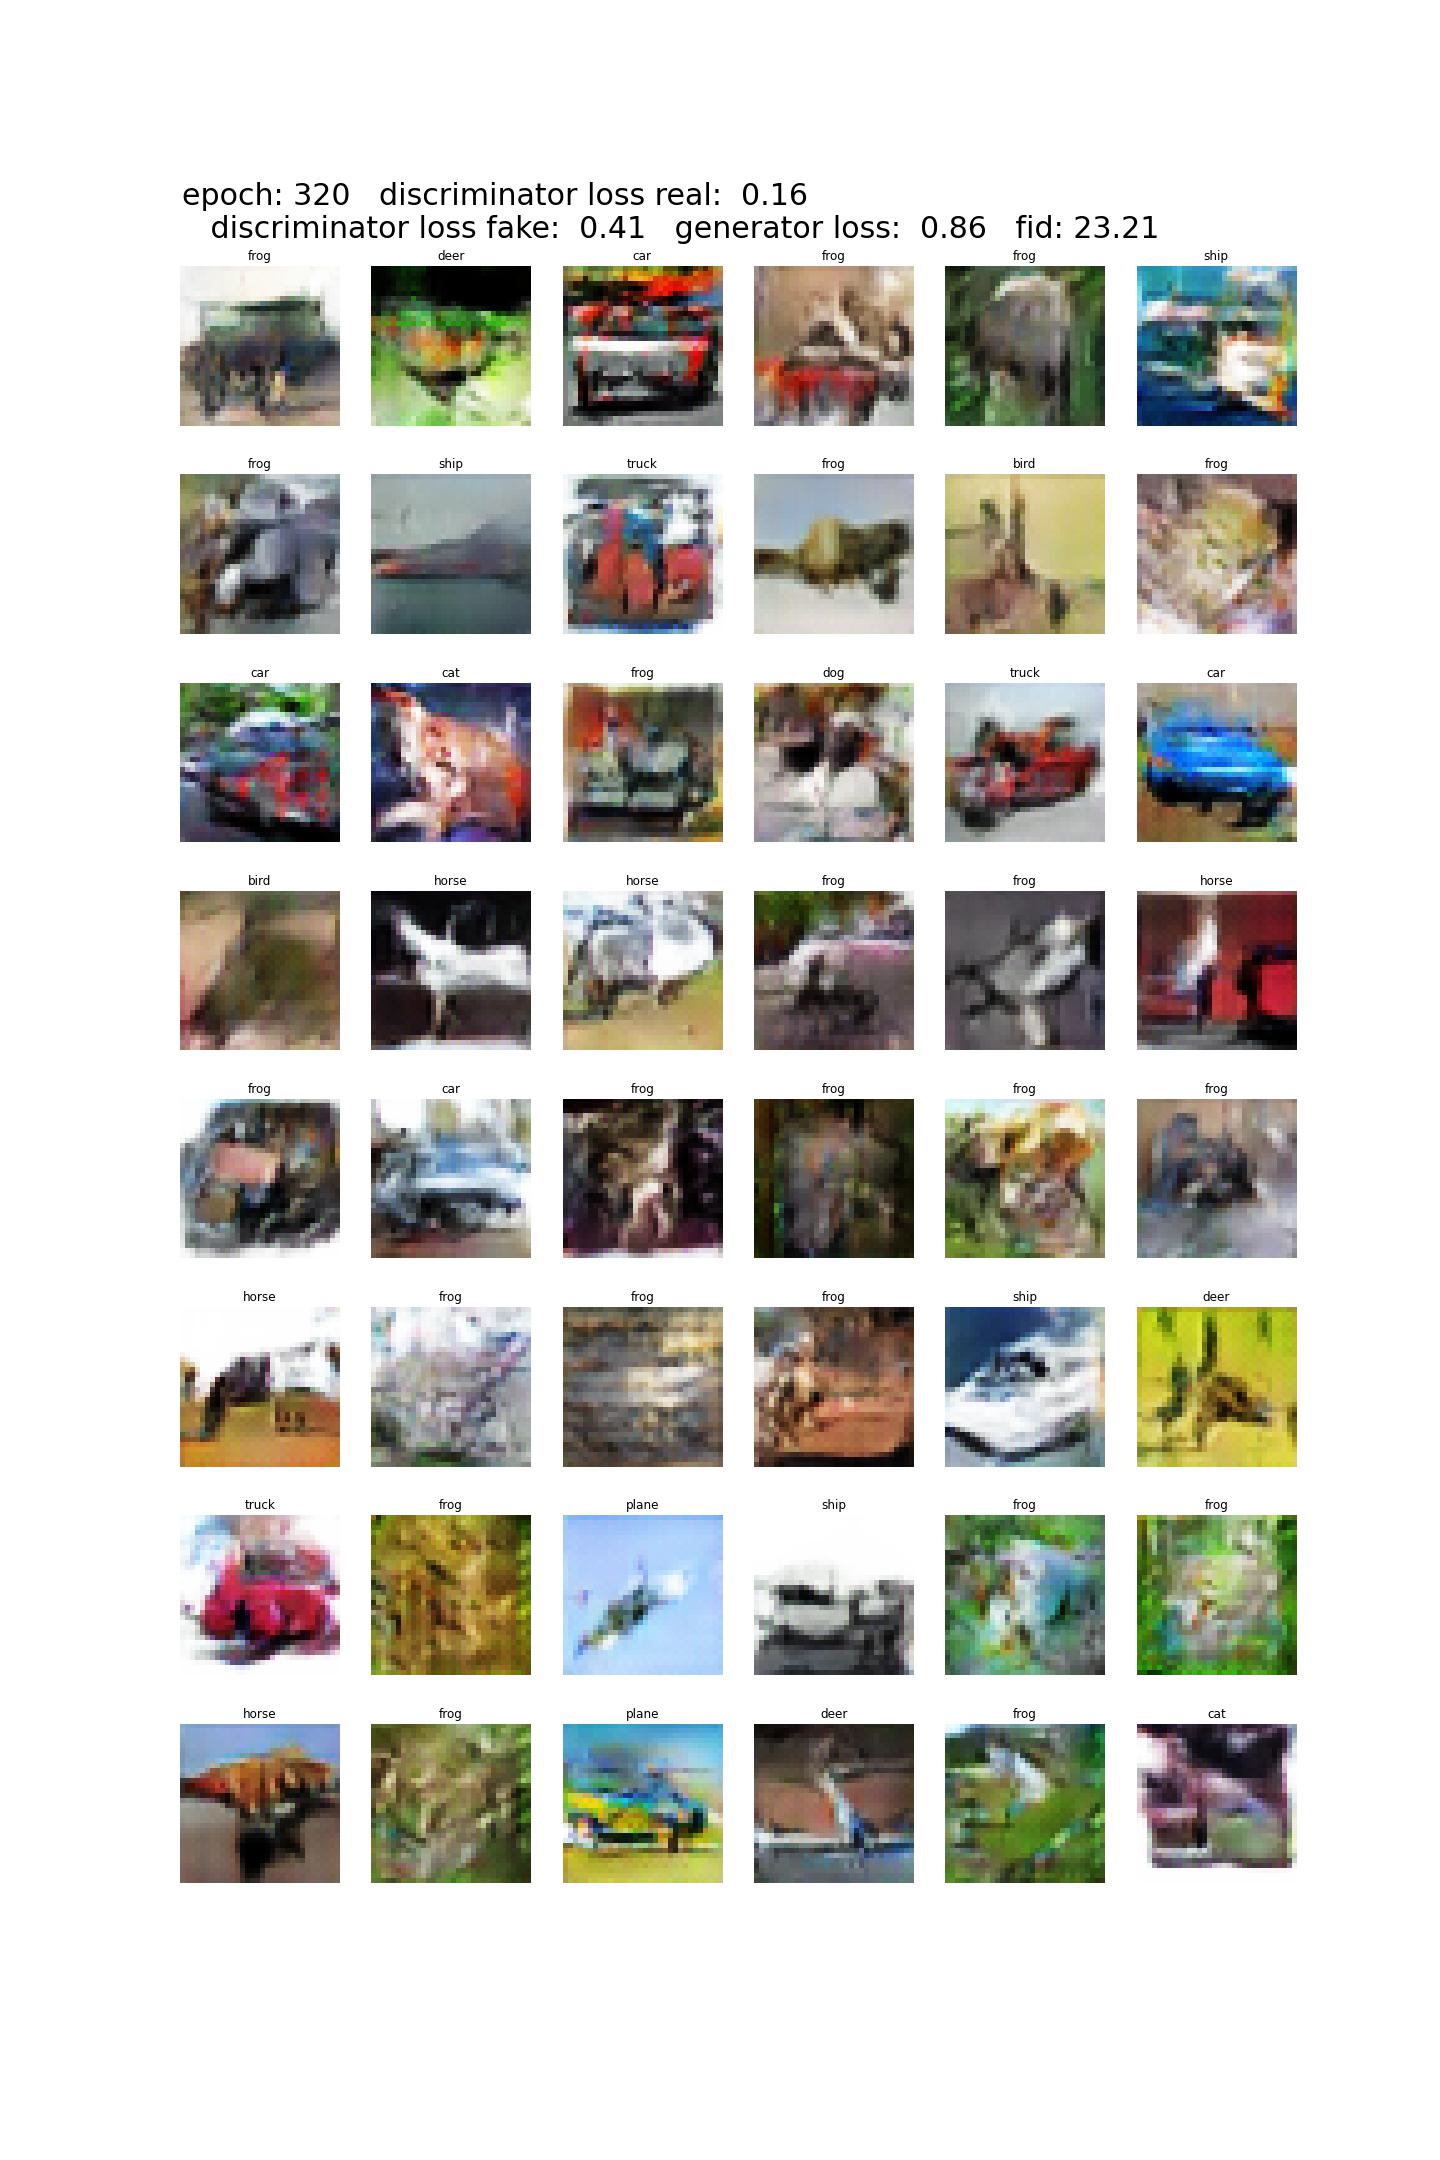 epoch: 320 discriminator loss real: 0.16
discriminator loss fake: 0.41 generator loss: 0.86 fid: 23.21
frog deer car frog frog ship
frog ship truck frog bird frog
car cat frog dog truck car
bird horse horse frog frog horse
frog car frog frog frog frog
horse frog frog frog ship deer
truck frog plane ship frog frog
horse frog plane deer frog cat